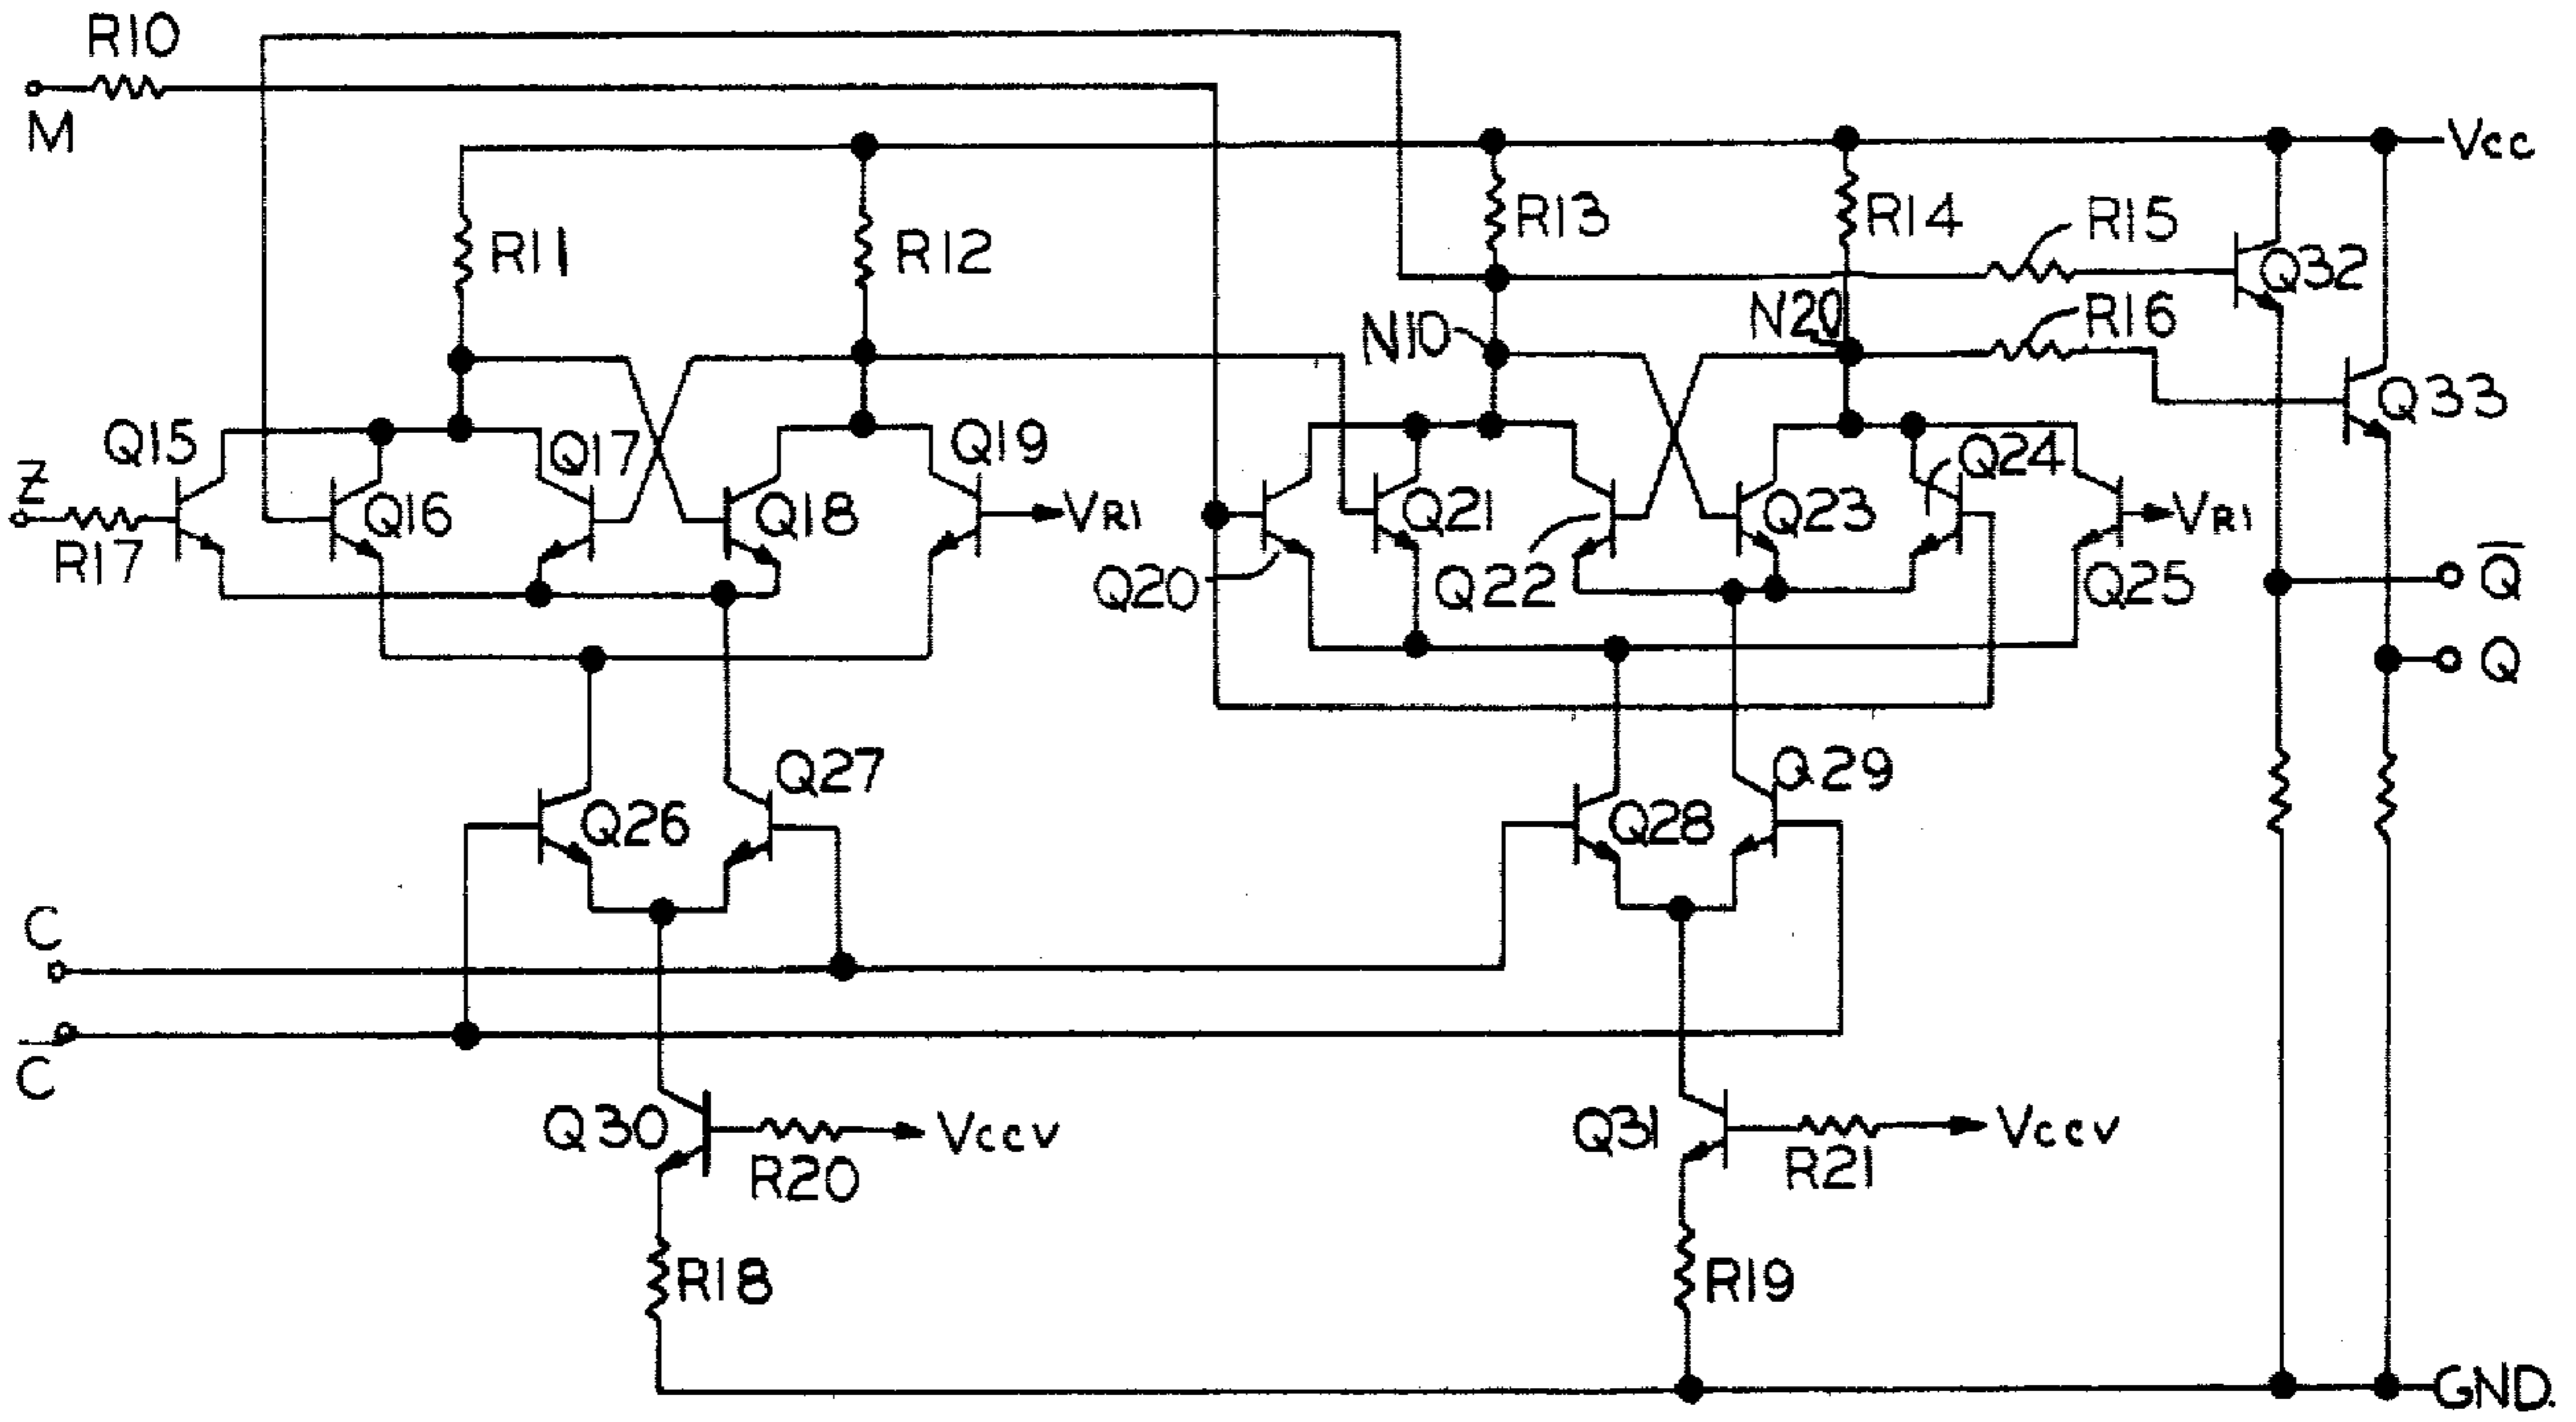 R10
M
Vcc
R11
R12
R13
R14
R15
Q32
N10
N20
R16
Q33
Q15
Z
R17
Q16
Q17
Q18
Q19
VR1
Q20
Q21
Q22
Q23
Q24
VR1
Q25
Q̅
Q
Q26
Q27
Q28
Q29
C
C̅
Q30
Vccv
R20
Q31
Vccv
R21
R18
R19
GND.